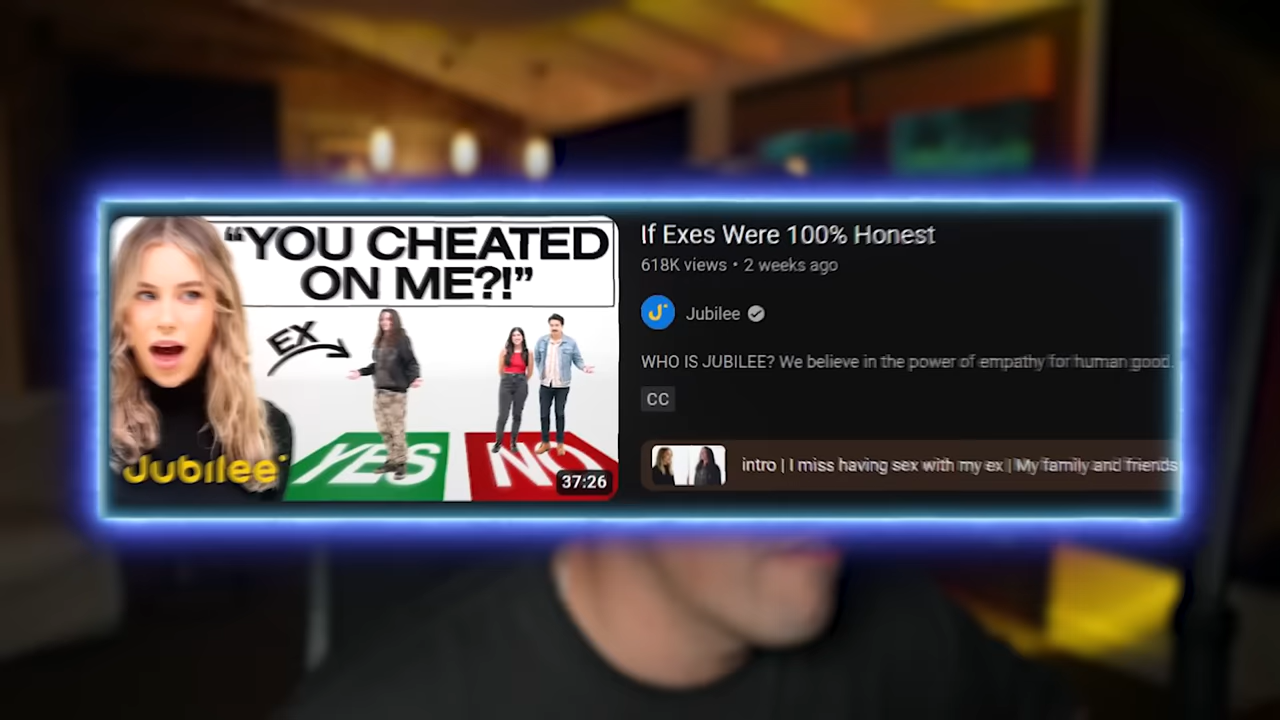 “YOU CHEATED
ON ME?!”
EX
YES
NO
Jubilee
37:26
If Exes Were 100% Honest
618K views • 2 weeks ago
Jubilee
WHO IS JUBILEE? We believe in the power of empathy for human good.
CC
intro | I miss having sex with my ex | My family and friends